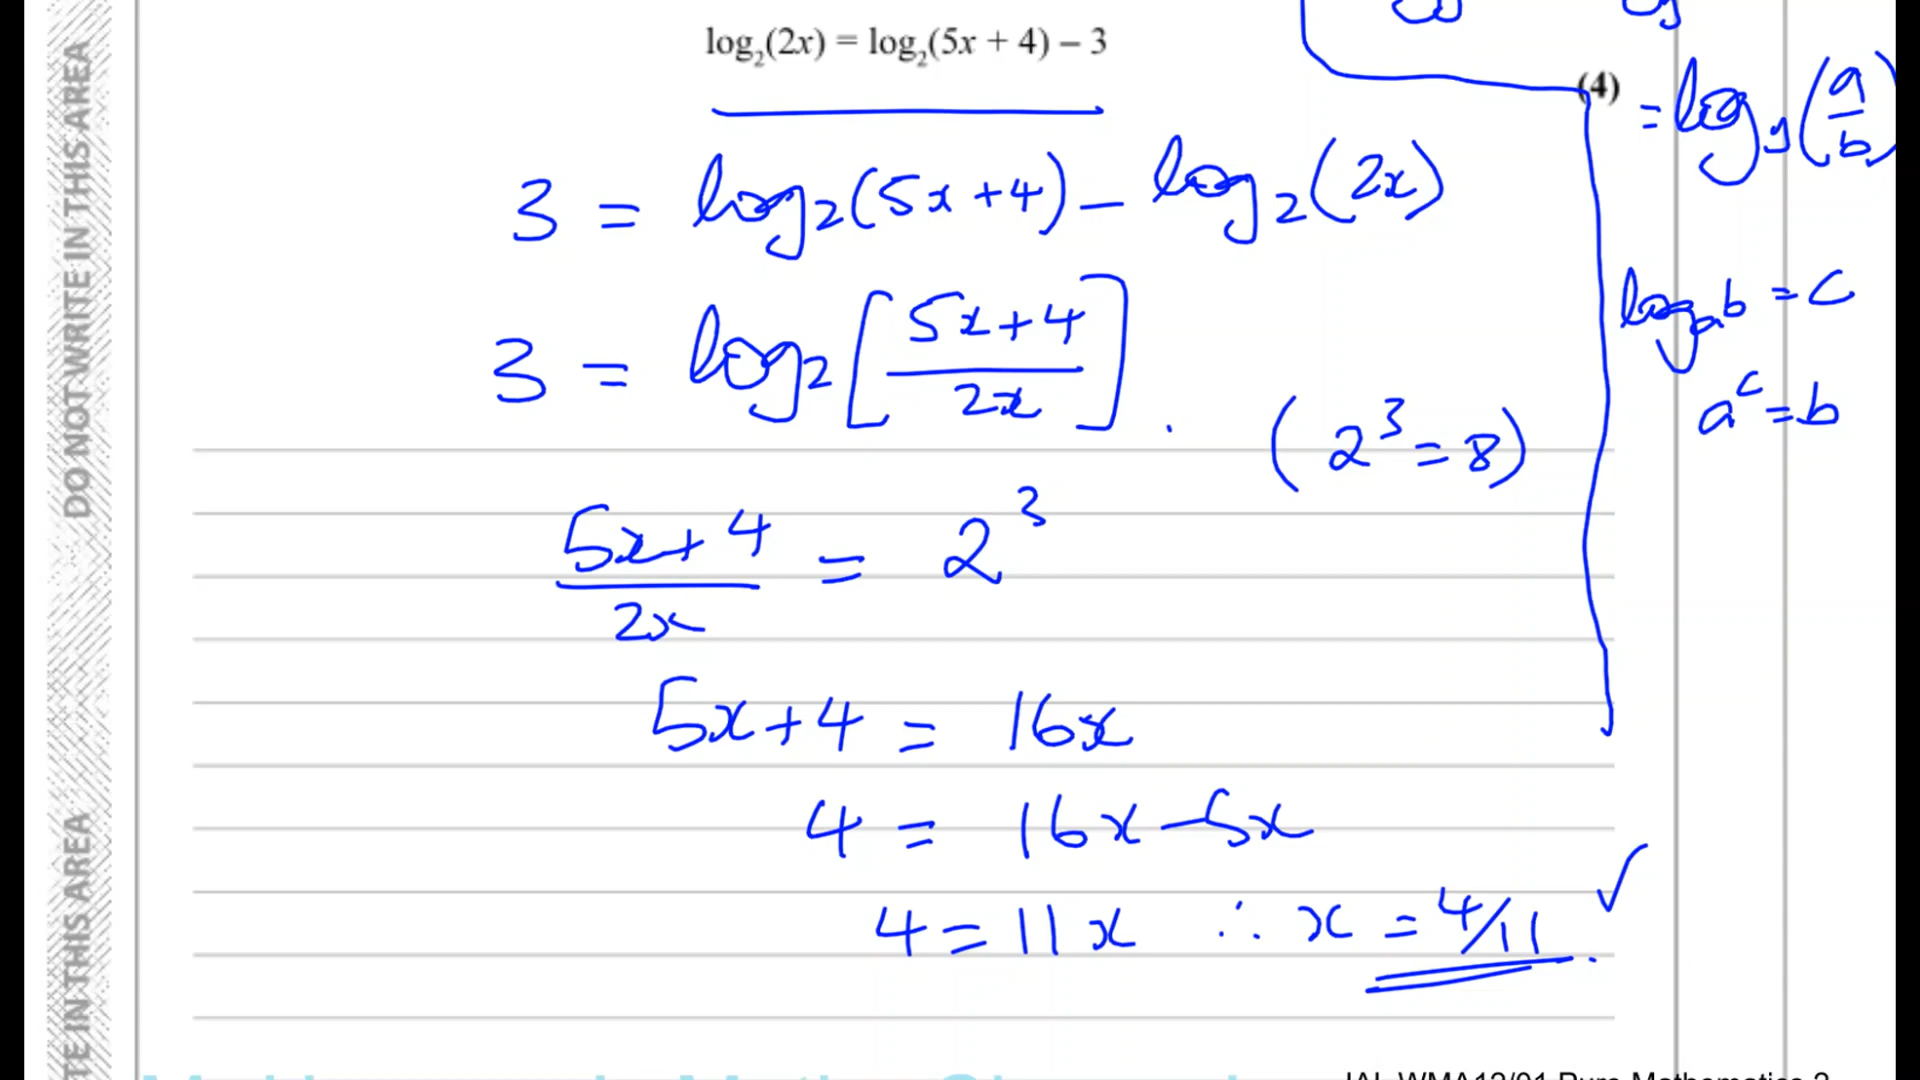 log₂(2x) = log₂(5x + 4) – 3
(4)
= log_y (a/b)
3 = log₂(5x+4) – log₂(2x)
3 = log₂[(5x+4)/2x]
log_a b = c
a^c = b
(2³ = 8)
(5x+4)/2x = 2³
5x+4 = 16x
4 = 16x – 5x
4 = 11x ∴ x = 4/11 ✓
DO NOT WRITE IN THIS AREA
TE IN THIS AREA